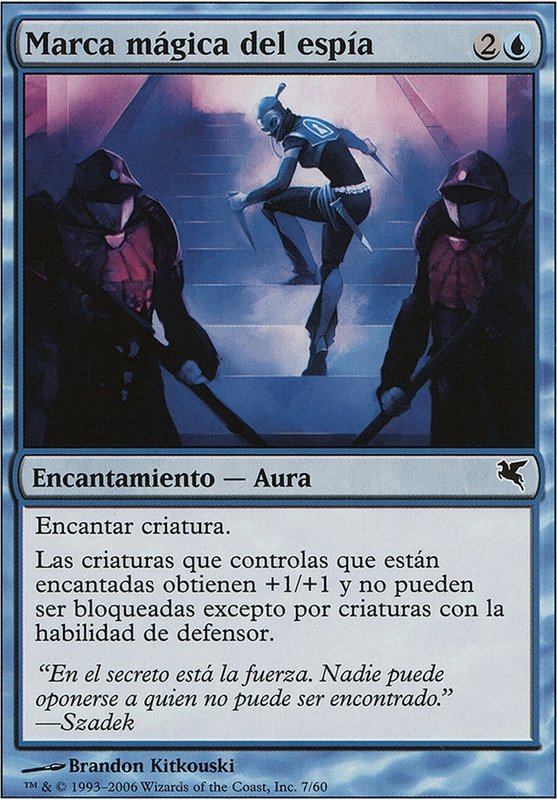 Marca mágica del espía 2
Encantamiento — Aura
Encantar criatura.
Las criaturas que controlas que están
encantadas obtienen +1/+1 y no pueden
ser bloqueadas excepto por criaturas con la
habilidad de defensor.
“En el secreto está la fuerza. Nadie puede
oponerse a quien no puede ser encontrado.”
—Szadek
Brandon Kitkouski
™ & © 1993–2006 Wizards of the Coast, Inc. 7/60